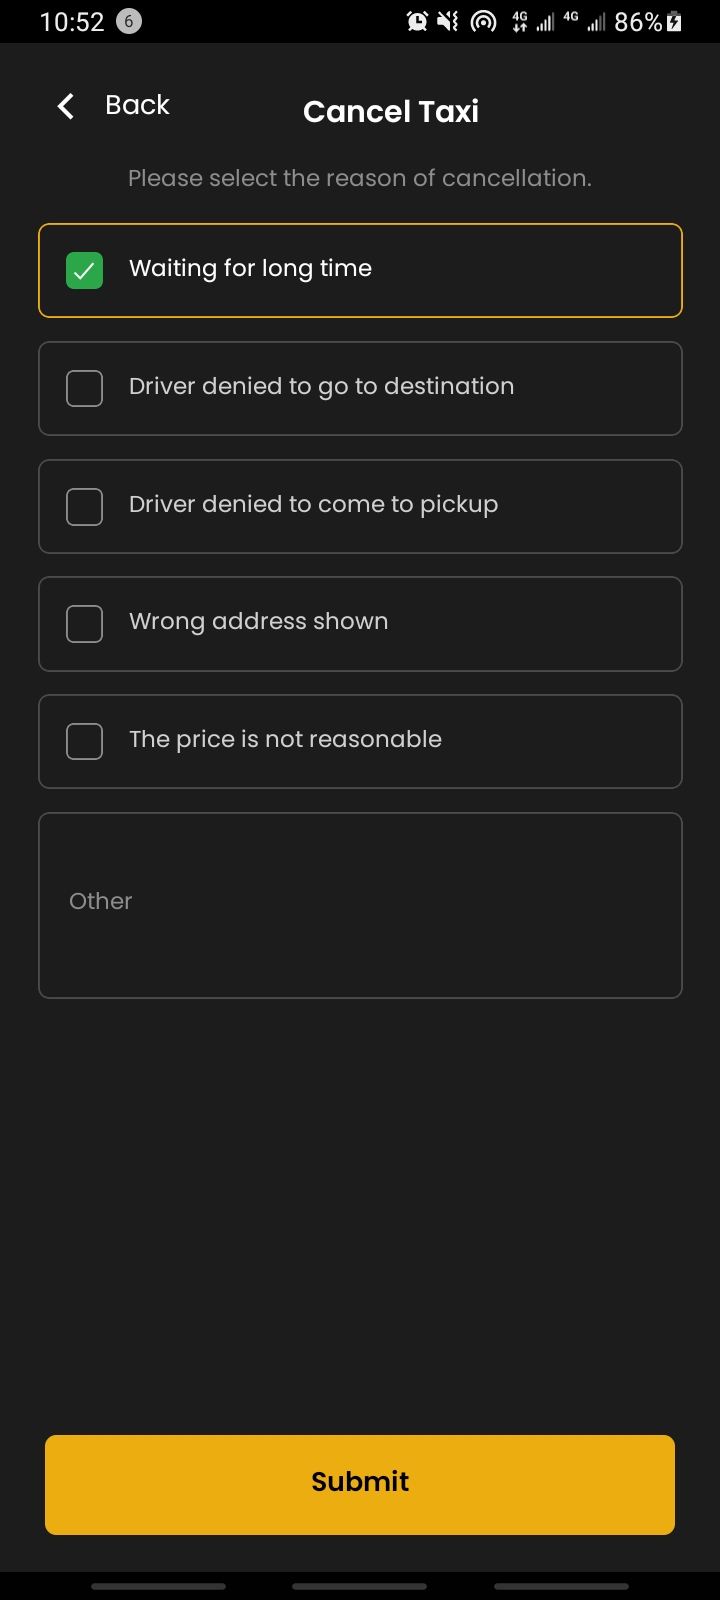 10:52 6 4G 4G 86%
Back
Cancel Taxi
Please select the reason of cancellation.
Waiting for long time
Driver denied to go to destination
Driver denied to come to pickup
Wrong address shown
The price is not reasonable
Other
Submit